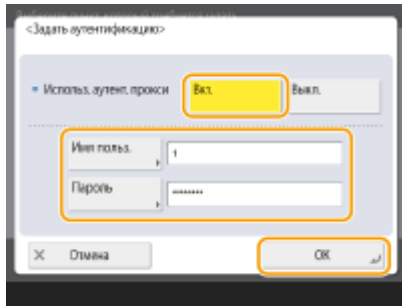 <Задать аутентификацию>
Использ. аутент. прокси
Вкл.
Выкл.
Имя польз.
1
Пароль
********
Отмена
OK